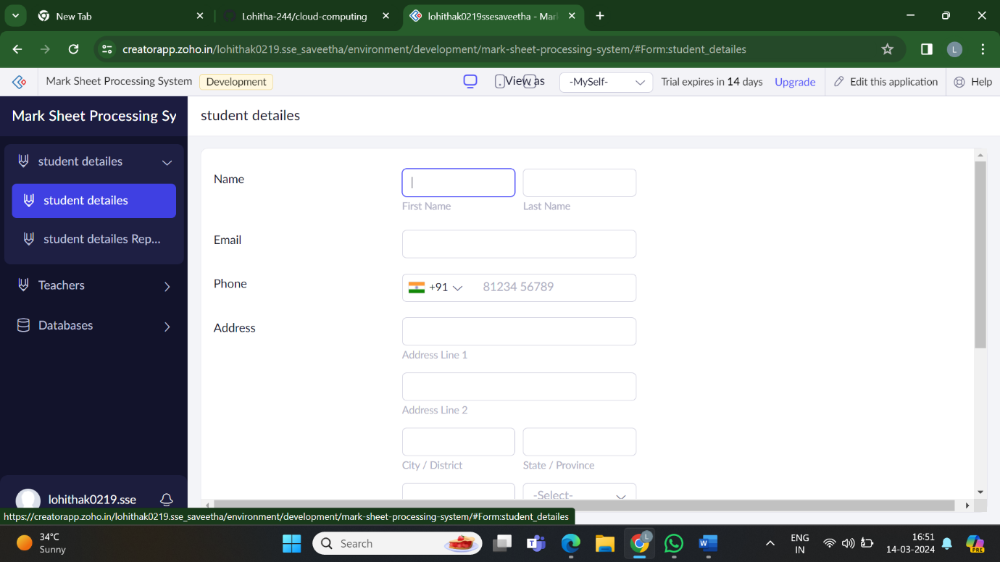 New Tab
Lohitha-244/cloud-computing
lohithak0219ssesaveetha - Mar
creatorapp.zoho.in/lohithak0219.sse_saveetha/environment/development/mark-sheet-processing-system/#Form:student_detailes
L
Mark Sheet Processing System
Development
View as
-MySelf-
Trial expires in 14 days
Upgrade
Edit this application
Help
Mark Sheet Processing Sy
student detailes
student detailes
student detailes
student detailes Rep...
Teachers
Databases
lohithak0219.sse
Name
First Name
Last Name
Email
Phone
+91
81234 56789
Address
Address Line 1
Address Line 2
City / District
State / Province
-Select-
https://creatorapp.zoho.in/lohithak0219.sse_saveetha/environment/development/mark-sheet-processing-system/#Form:student_detailes
34°C
Sunny
Search
L
ENG
IN
16:51
14-03-2024
PRE